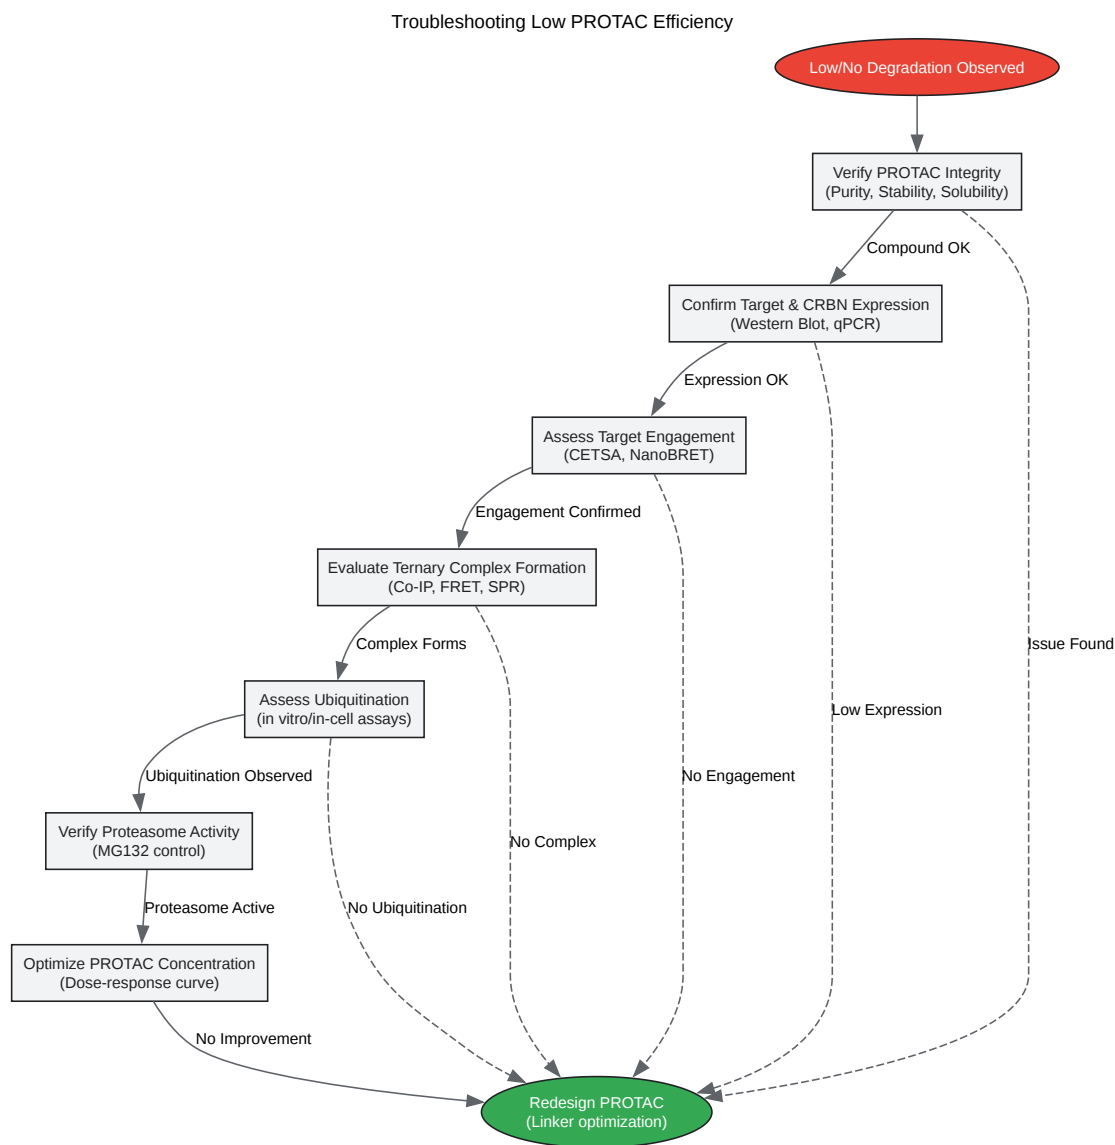 Troubleshooting Low PROTAC Efficiency
Low/No Degradation Observed
Verify PROTAC Integrity
(Purity, Stability, Solubility)
Compound OK
Confirm Target & CRBN Expression
(Western Blot, qPCR)
Expression OK
Assess Target Engagement
(CETSA, NanoBRET)
Engagement Confirmed
Evaluate Ternary Complex Formation
(Co-IP, FRET, SPR)
Complex Forms
Issue Found
Assess Ubiquitination
(in vitro/in-cell assays)
Low Expression
Ubiquitination Observed
No Engagement
Verify Proteasome Activity
(MG132 control)
No Complex
Proteasome Active
No Ubiquitination
Optimize PROTAC Concentration
(Dose-response curve)
No Improvement
Redesign PROTAC
(Linker optimization)